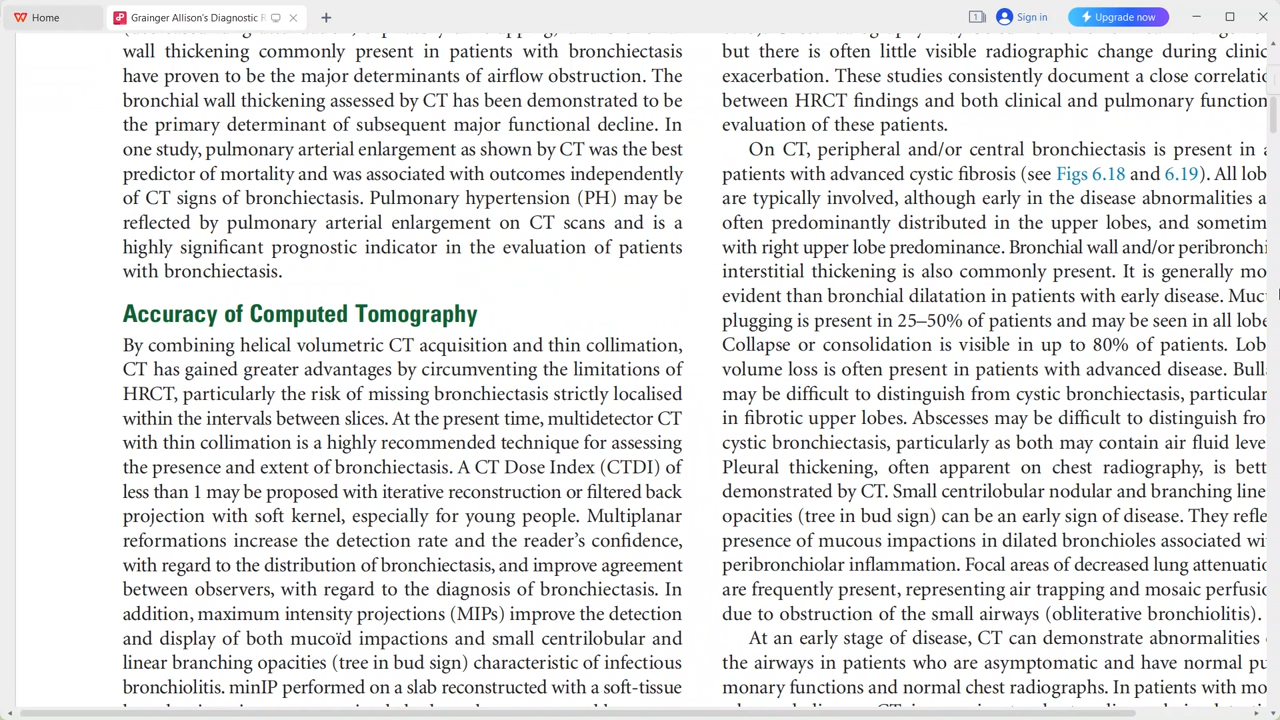 Home
Grainger Allison's Diagnostic
1
Sign in
Upgrade now
wall thickening commonly present in patients with bronchiectasis
have proven to be the major determinants of airflow obstruction. The
bronchial wall thickening assessed by CT has been demonstrated to be
the primary determinant of subsequent major functional decline. In
one study, pulmonary arterial enlargement as shown by CT was the best
predictor of mortality and was associated with outcomes independently
of CT signs of bronchiectasis. Pulmonary hypertension (PH) may be
reflected by pulmonary arterial enlargement on CT scans and is a
highly significant prognostic indicator in the evaluation of patients
with bronchiectasis.
Accuracy of Computed Tomography
By combining helical volumetric CT acquisition and thin collimation,
CT has gained greater advantages by circumventing the limitations of
HRCT, particularly the risk of missing bronchiectasis strictly localised
within the intervals between slices. At the present time, multidetector CT
with thin collimation is a highly recommended technique for assessing
the presence and extent of bronchiectasis. A CT Dose Index (CTDI) of
less than 1 may be proposed with iterative reconstruction or filtered back
projection with soft kernel, especially for young people. Multiplanar
reformations increase the detection rate and the reader's confidence,
with regard to the distribution of bronchiectasis, and improve agreement
between observers, with regard to the diagnosis of bronchiectasis. In
addition, maximum intensity projections (MIPs) improve the detection
and display of both mucoïd impactions and small centrilobular and
linear branching opacities (tree in bud sign) characteristic of infectious
bronchiolitis. minIP performed on a slab reconstructed with a soft-tissue
but there is often little visible radiographic change during clinic
exacerbation. These studies consistently document a close correlatio
between HRCT findings and both clinical and pulmonary function
evaluation of these patients.
On CT, peripheral and/or central bronchiectasis is present in a
patients with advanced cystic fibrosis (see Figs 6.18 and 6.19). All lob
are typically involved, although early in the disease abnormalities a
often predominantly distributed in the upper lobes, and sometim
with right upper lobe predominance. Bronchial wall and/or peribronchi
interstitial thickening is also commonly present. It is generally mo
evident than bronchial dilatation in patients with early disease. Muc
plugging is present in 25–50% of patients and may be seen in all lobe
Collapse or consolidation is visible in up to 80% of patients. Lob
volume loss is often present in patients with advanced disease. Bull
may be difficult to distinguish from cystic bronchiectasis, particular
in fibrotic upper lobes. Abscesses may be difficult to distinguish fro
cystic bronchiectasis, particularly as both may contain air fluid leve
Pleural thickening, often apparent on chest radiography, is bett
demonstrated by CT. Small centrilobular nodular and branching line
opacities (tree in bud sign) can be an early sign of disease. They refle
presence of mucous impactions in dilated bronchioles associated wi
peribronchiolar inflammation. Focal areas of decreased lung attenuatio
are frequently present, representing air trapping and mosaic perfusio
due to obstruction of the small airways (obliterative bronchiolitis).
At an early stage of disease, CT can demonstrate abnormalities
the airways in patients who are asymptomatic and have normal pu
monary functions and normal chest radiographs. In patients with mo